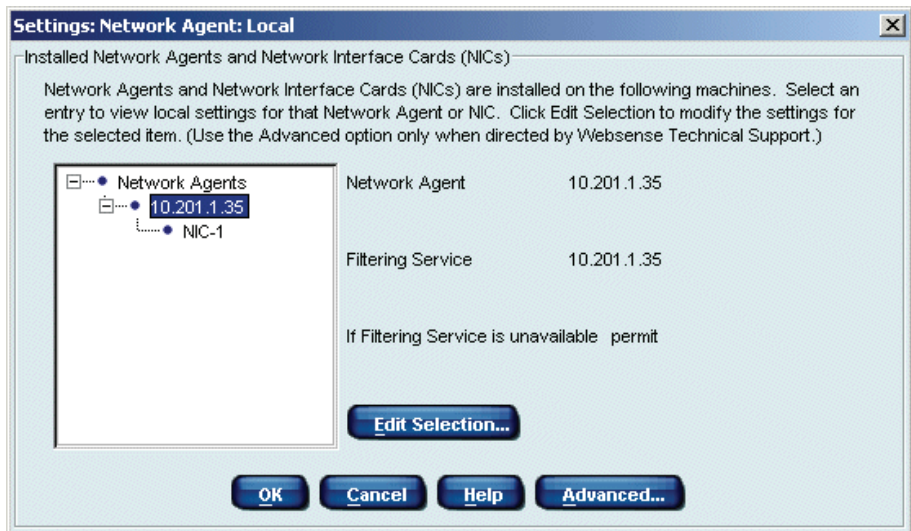 Settings: Network Agent: Local
Installed Network Agents and Network Interface Cards (NICs)
Network Agents and Network Interface Cards (NICs) are installed on the following machines. Select an
entry to view local settings for that Network Agent or NIC. Click Edit Selection to modify the settings for
the selected item. (Use the Advanced option only when directed by Websense Technical Support.)
Network Agents
10.201.1.35
NIC-1
Network Agent 10.201.1.35
Filtering Service 10.201.1.35
If Filtering Service is unavailable permit
Edit Selection...
OK Cancel Help Advanced...